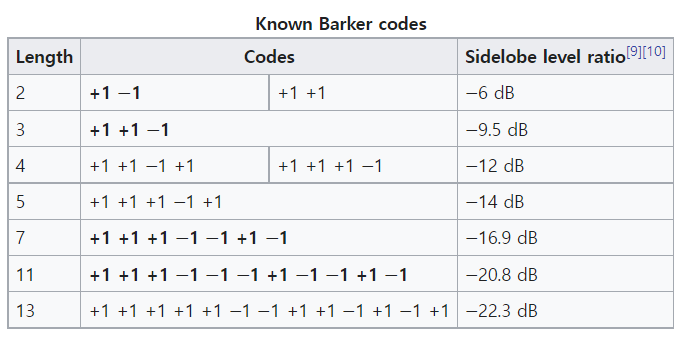 Known Barker codes
Length Codes Sidelobe level ratio[9][10]
2 +1 −1 +1 +1 −6 dB
3 +1 +1 −1 −9.5 dB
4 +1 +1 −1 +1 +1 +1 +1 −1 −12 dB
5 +1 +1 +1 −1 +1 −14 dB
7 +1 +1 +1 −1 −1 +1 −1 −16.9 dB
11 +1 +1 +1 −1 −1 −1 +1 −1 −1 +1 −1 −20.8 dB
13 +1 +1 +1 +1 +1 −1 −1 +1 +1 −1 +1 −1 +1 −22.3 dB